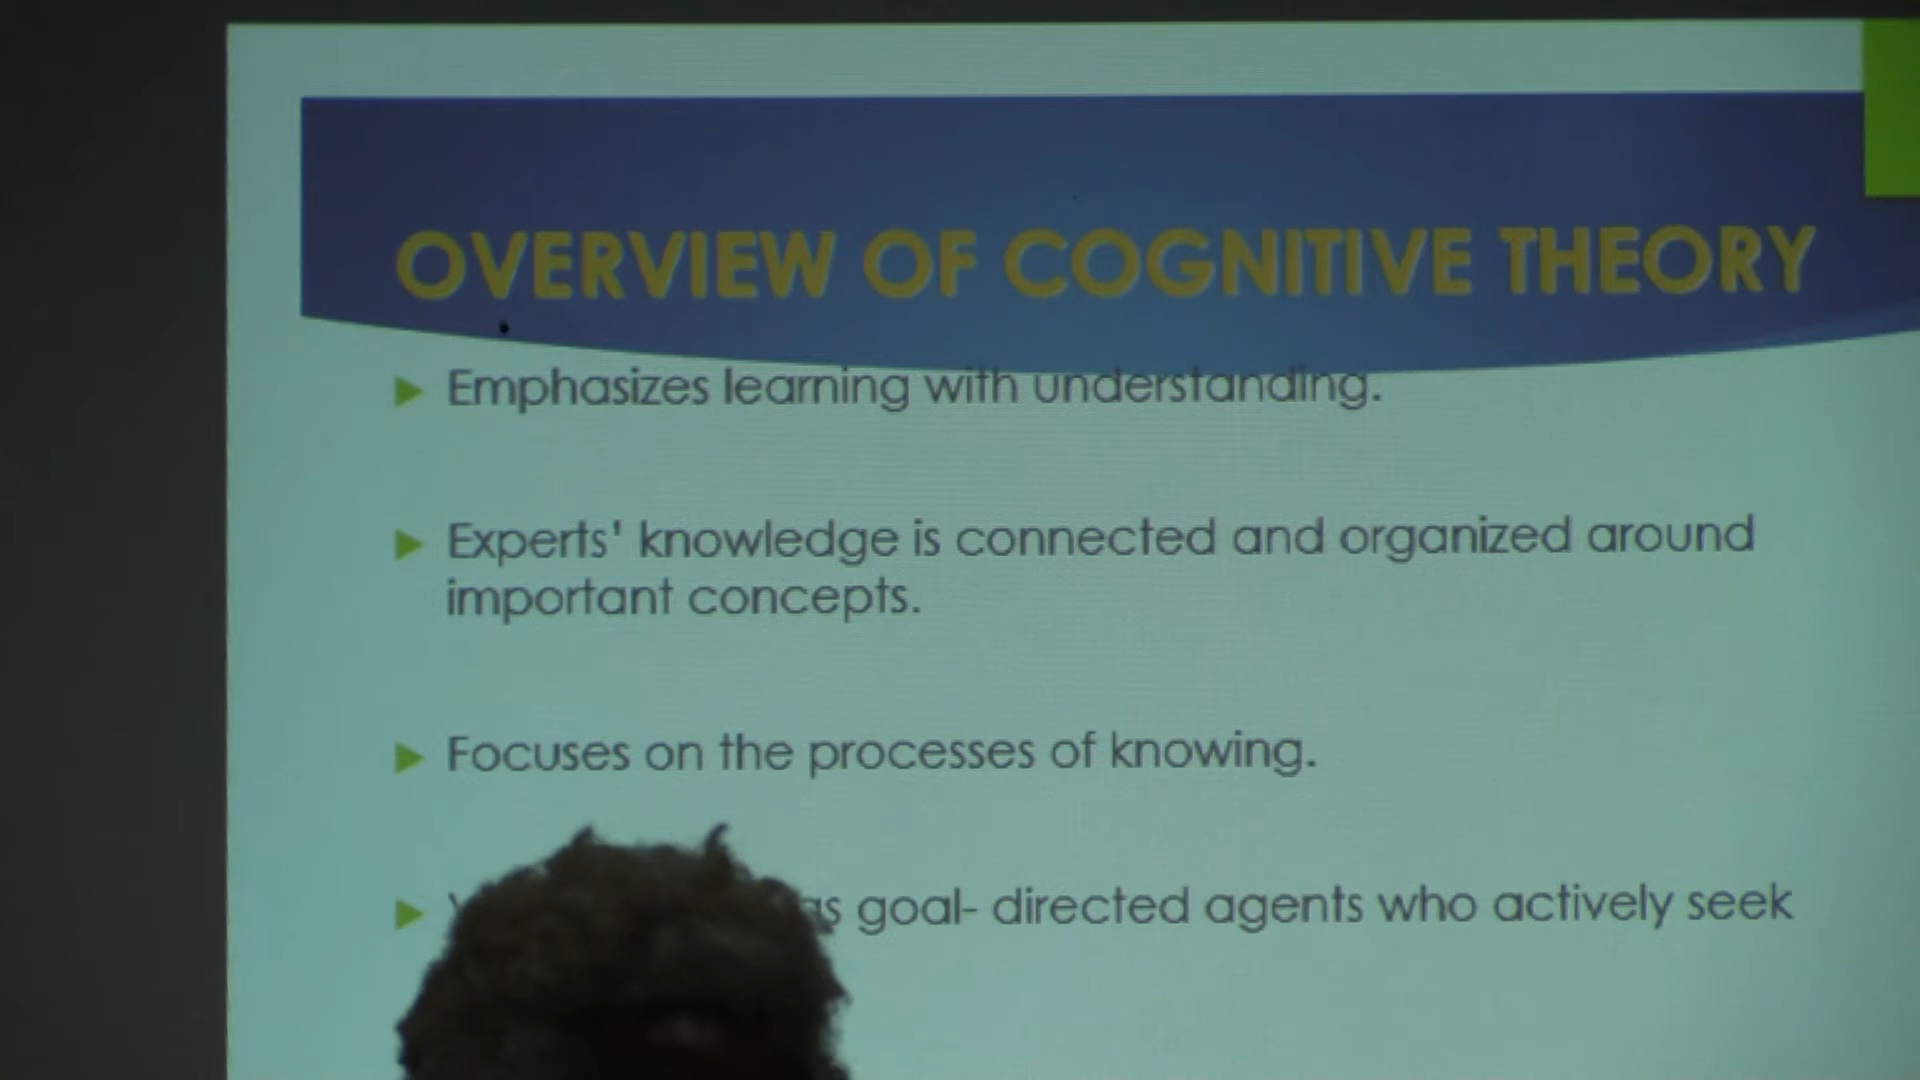 OVERVIEW OF COGNITIVE THEORY
Emphasizes learning with understanding.
Experts' knowledge is connected and organized around
important concepts.
Focuses on the processes of knowing.
as goal- directed agents who actively seek